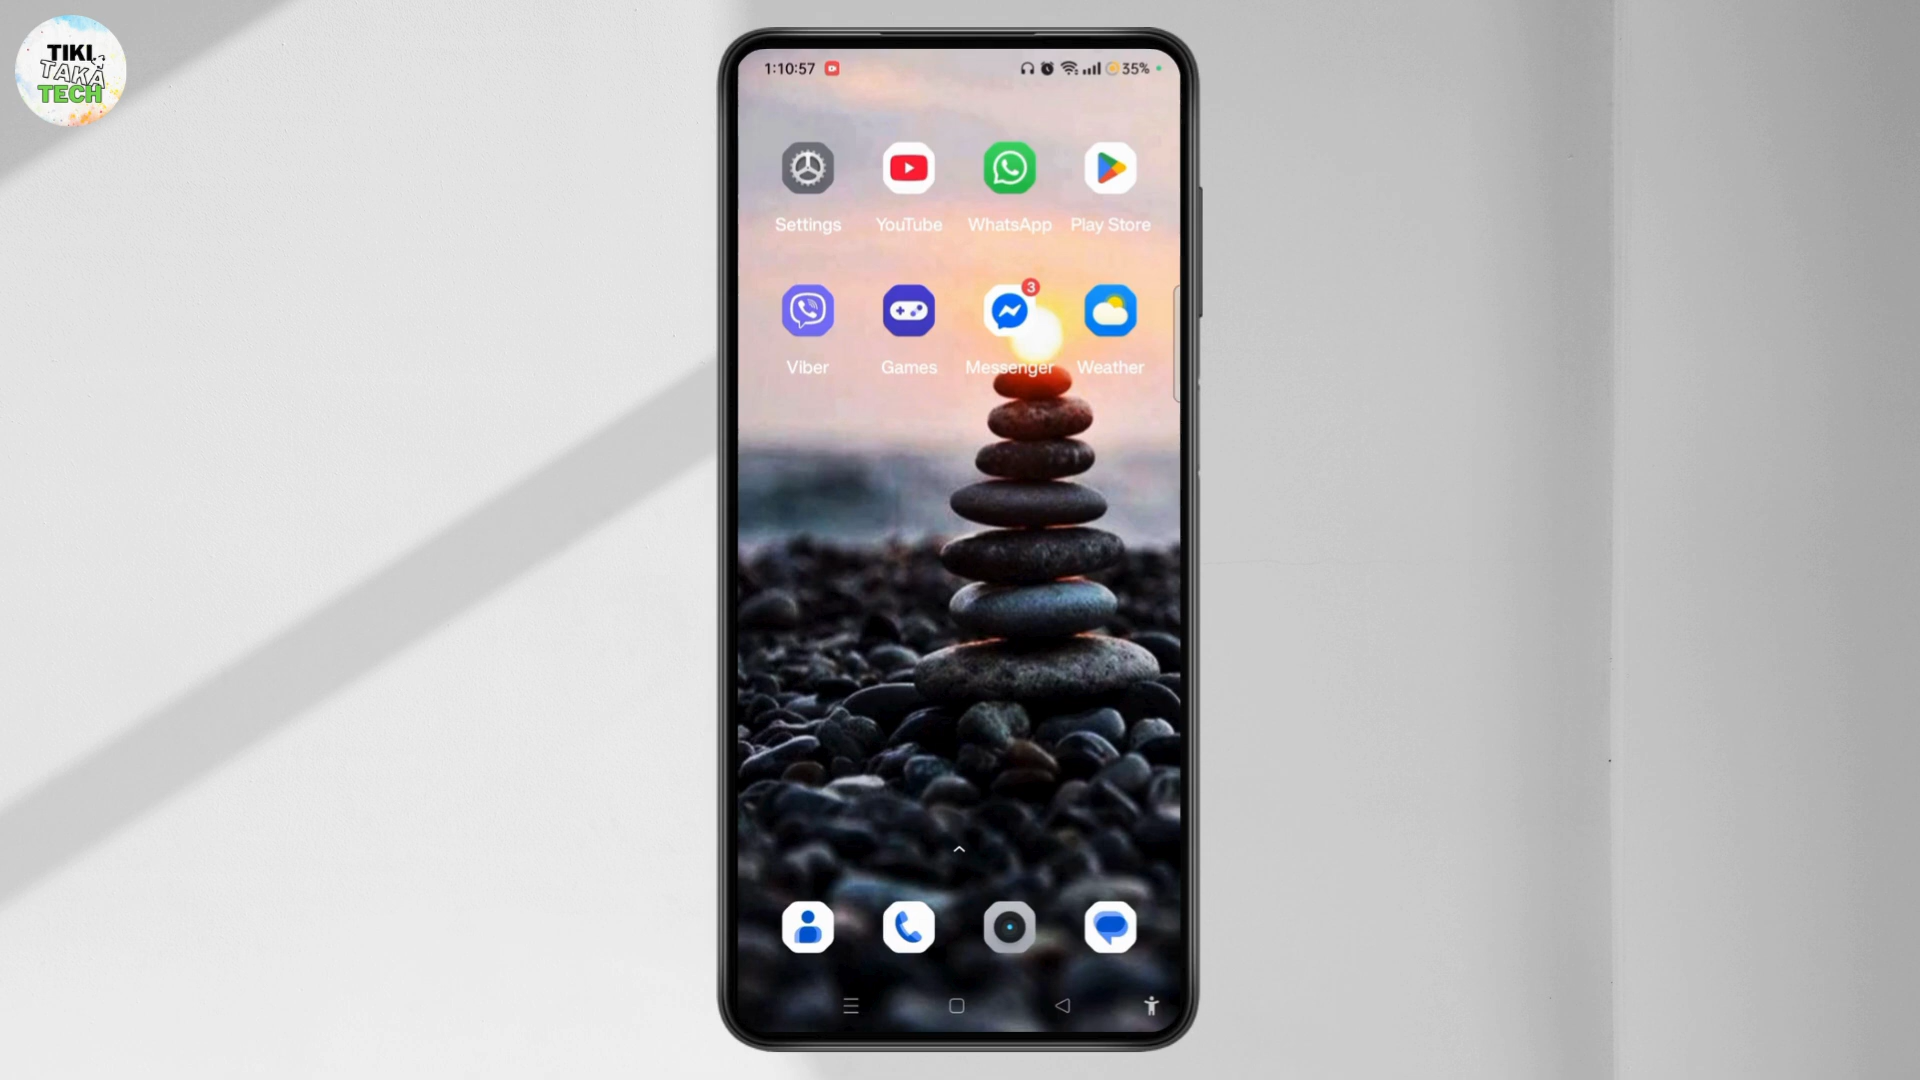 TIKI
TAKA
TECH
1:10:57
35%
Settings
YouTube
WhatsApp
Play Store
3
Viber
Games
Messenger
Weather